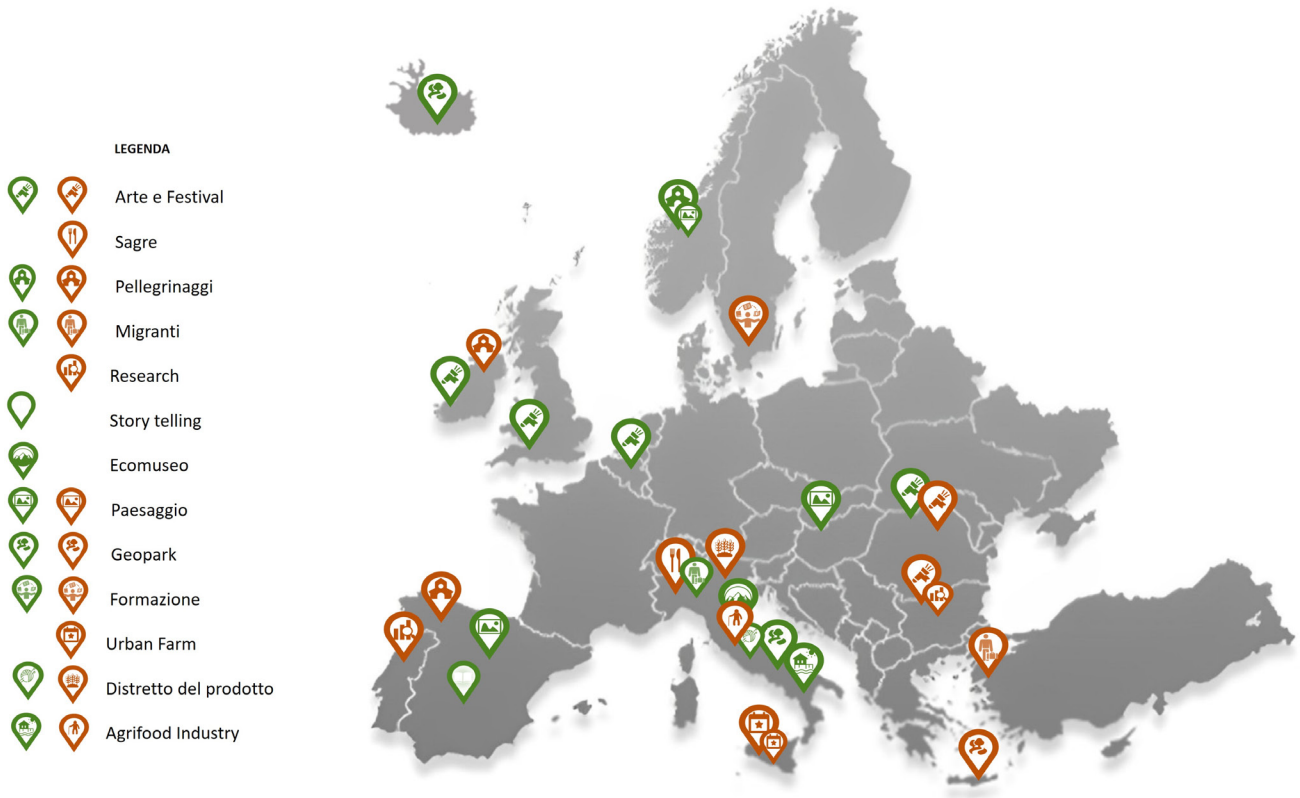 LEGENDA
Arte e Festival
Sagre
Pellegrinaggi
Migranti
Research
Story telling
Ecomuseo
Paesaggio
Geopark
Formazione
Urban Farm
Distretto del prodotto
Agrifood Industry